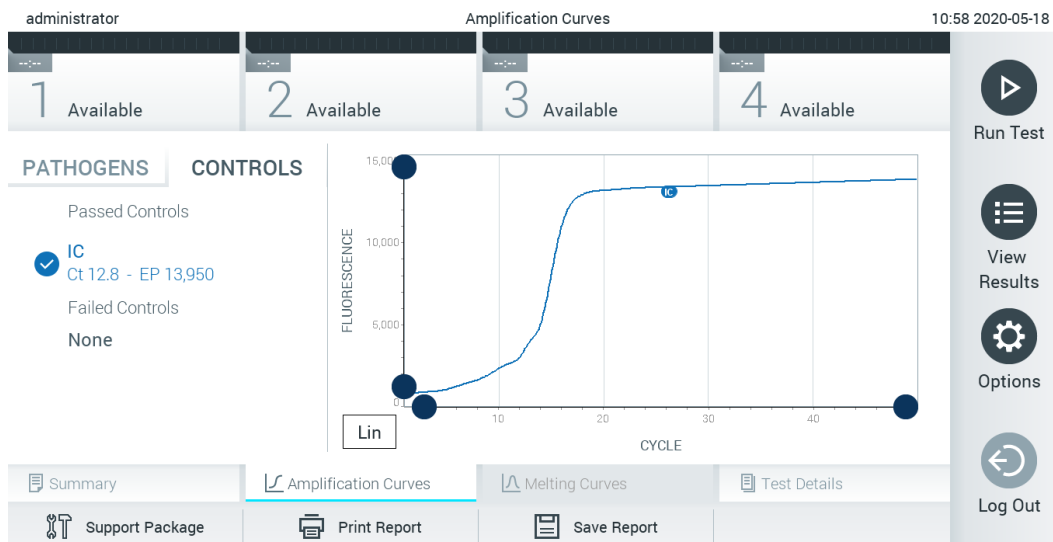 administrator
Amplification Curves
10:58 2020-05-18
--:--
1 Available
--:--
2 Available
--:--
3 Available
--:--
4 Available
Run Test
View
Results
Options
Log Out
PATHOGENS
CONTROLS
Passed Controls
IC
Ct 12.8 - EP 13,950
Failed Controls
None
FLUORESCENCE
15,00
10,000
5,000
0
IC
10
20
30
40
CYCLE
Lin
Summary
Amplification Curves
Melting Curves
Test Details
Support Package
Print Report
Save Report